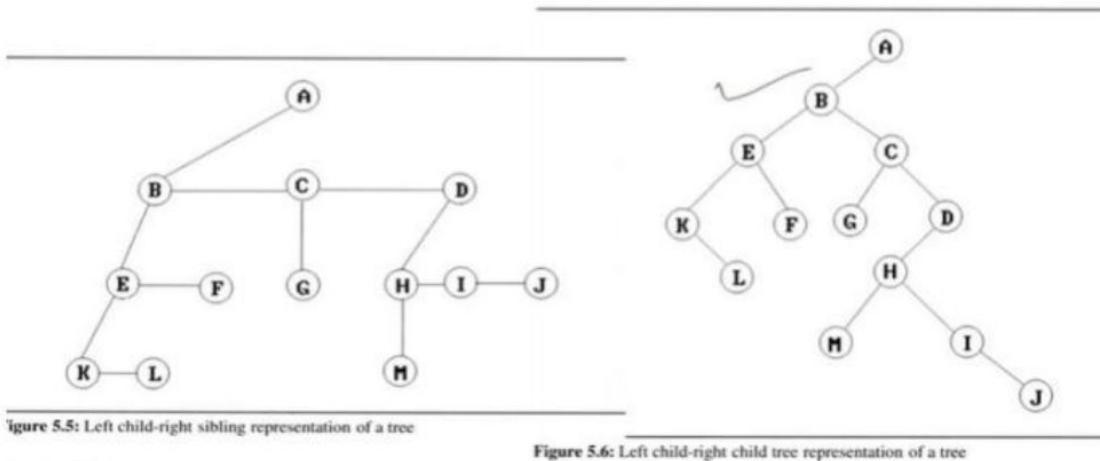 A
B C D
E F G H I J
K L M
igure 5.5: Left child-right sibling representation of a tree
A
B
E C
K F G D
L H
M I
J
Figure 5.6: Left child-right child tree representation of a tree